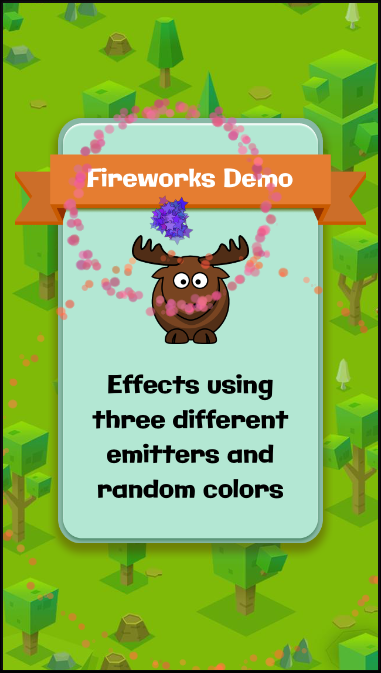 Fireworks Demo
Effects using
three different
emitters and
random colors